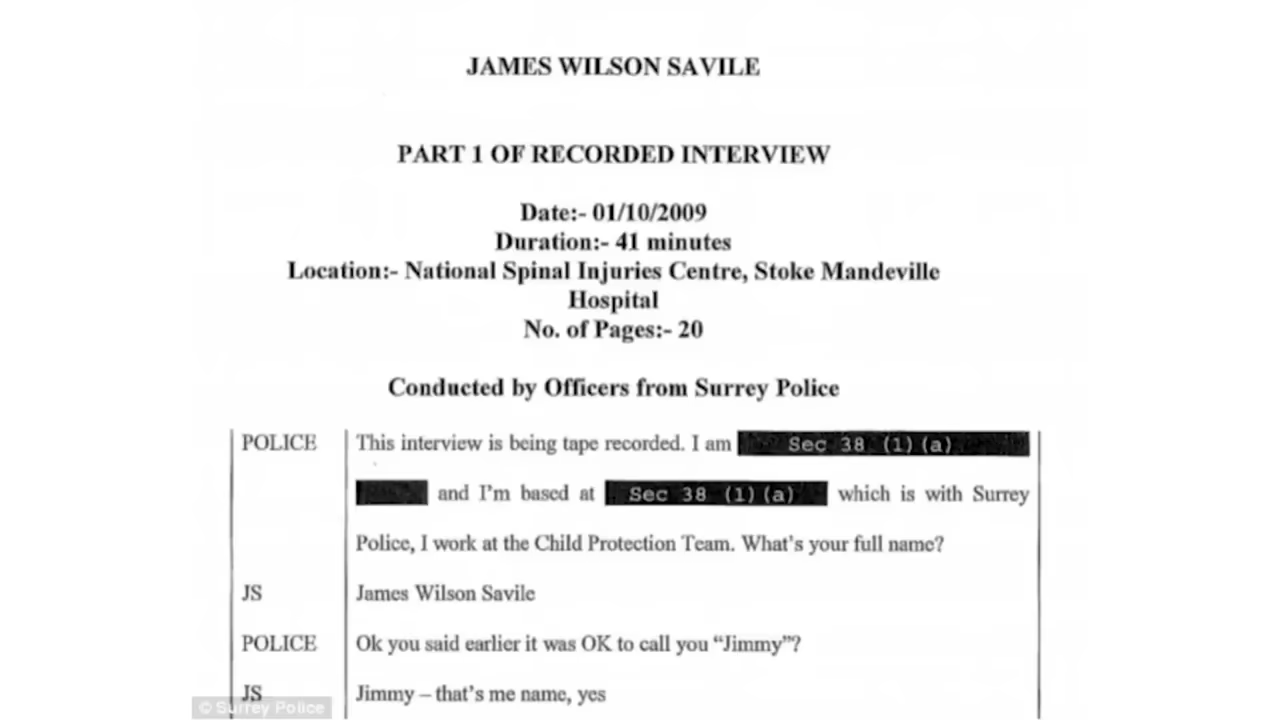 JAMES WILSON SAVILE
PART 1 OF RECORDED INTERVIEW
Date:- 01/10/2009
Duration:- 41 minutes
Location:- National Spinal Injuries Centre, Stoke Mandeville
Hospital
No. of Pages:- 20
Conducted by Officers from Surrey Police
POLICE This interview is being tape recorded. I am Sec 38 (1)(a)
and I'm based at Sec 38 (1)(a) which is with Surrey
Police, I work at the Child Protection Team. What's your full name?
JS James Wilson Savile
POLICE Ok you said earlier it was OK to call you “Jimmy”?
JS Jimmy – that's me name, yes
© Surrey Police